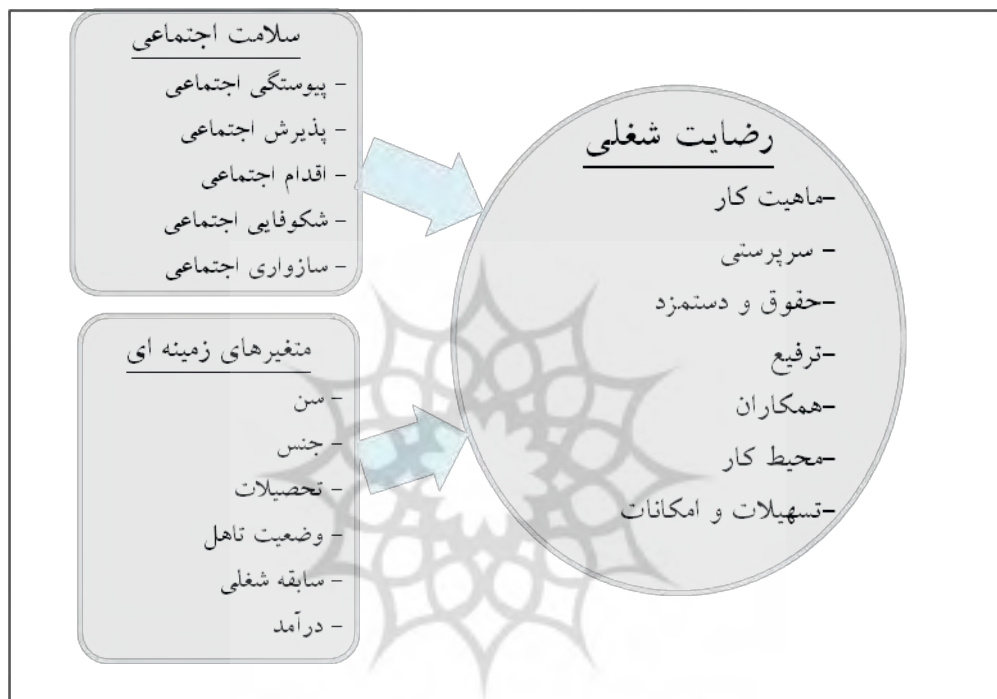 سلامت اجتماعی
- پیوستگی اجتماعی
- پذیرش اجتماعی
- اقدام اجتماعی
- شکوفایی اجتماعی
- سازواری اجتماعی
متغیرهای زمینه ای
- سن
- جنس
- تحصیلات
- وضعیت تاهل
- سابقه شغلی
- درآمد
رضایت شغلی
-ماهیت کار
- سرپرستی
-حقوق و دستمزد
-ترفیع
-همکاران
-محیط کار
-تسهیلات و امکانات